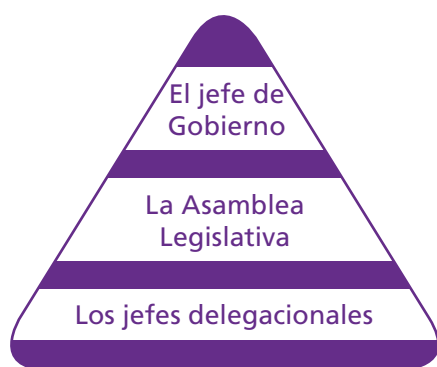 El jefe de
Gobierno
La Asamblea
Legislativa
Los jefes delegacionales